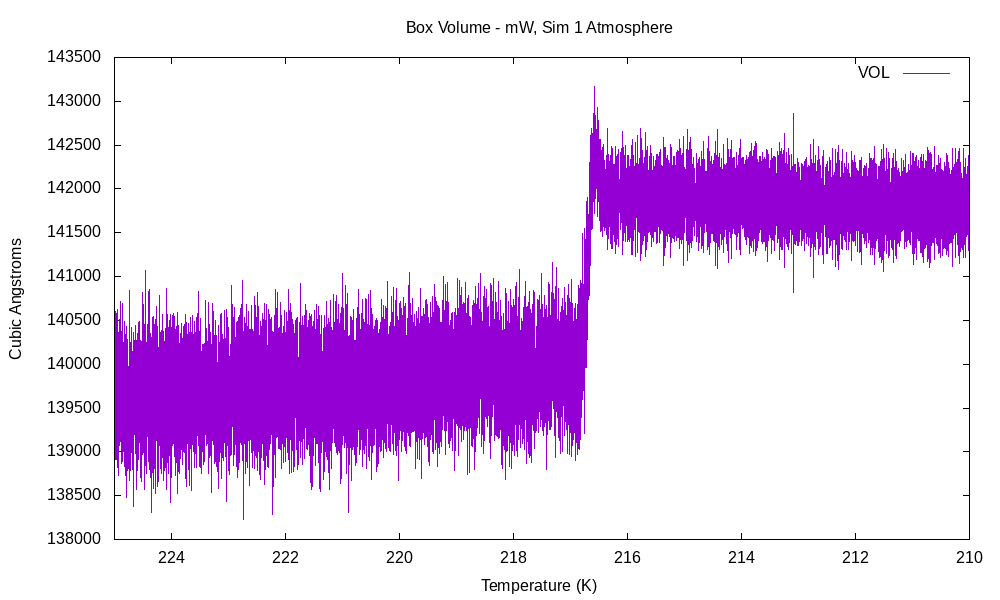 Box Volume - mW, Sim 1 Atmosphere
VOL
143500
143000
142500
142000
141500
141000
140500
140000
139500
139000
138500
138000
Cubic Angstroms
224 222 220 218 216 214 212 210
Temperature (K)